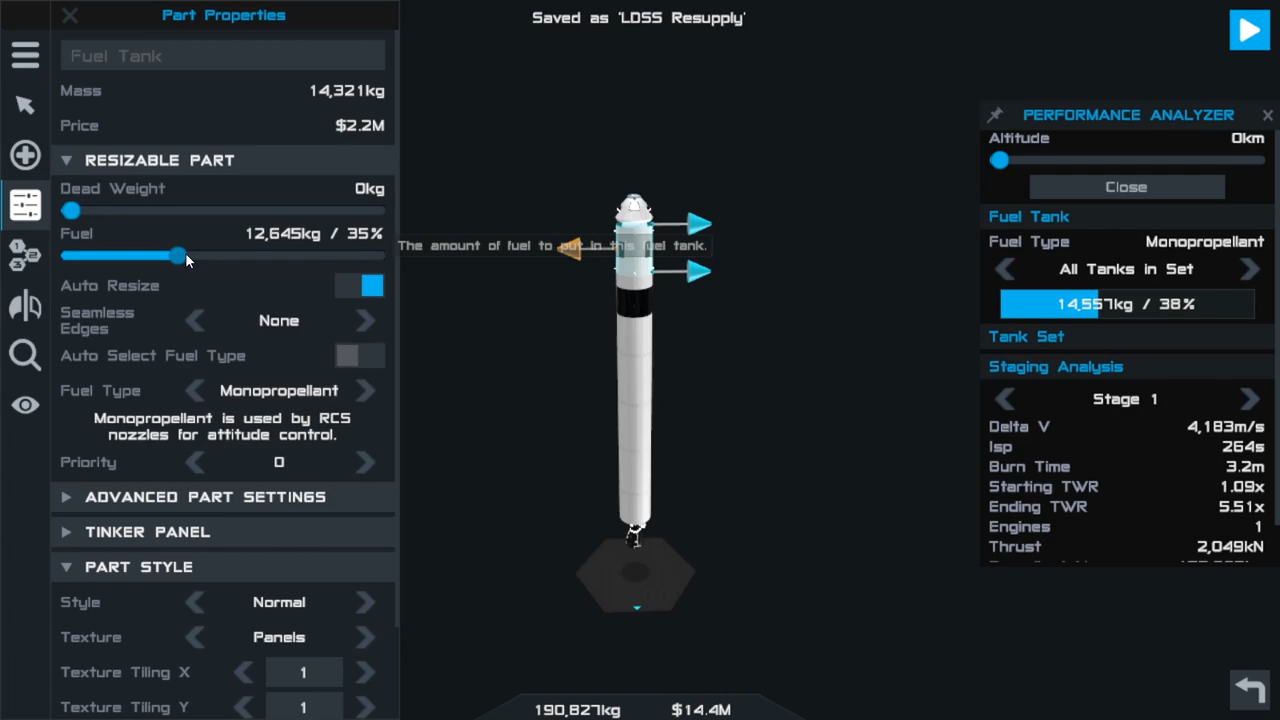 Part Properties
Fuel Tank
Mass 14,321kg
Price $2.2M
RESIZABLE PART
Dead Weight 0kg
Fuel 12,645kg / 35%
Auto Resize
Seamless Edges None
Auto Select Fuel Type
Fuel Type Monopropellant
Monopropellant is used by RCS
nozzles for attitude control.
Priority 0
ADVANCED PART SETTINGS
TINKER PANEL
PART STYLE
Style Normal
Texture Panels
Texture Tiling X 1
Texture Tiling Y 1
Saved as 'LDSS Resupply'
The amount of fuel to put in this fuel tank.
190,827kg $14.4M
PERFORMANCE ANALYZER
Altitude 0km
Close
Fuel Tank
Fuel Type Monopropellant
All Tanks in Set
14,557kg / 38%
Tank Set
Staging Analysis
Stage 1
Delta V 4,183m/s
Isp 264s
Burn Time 3.2m
Starting TWR 1.09x
Ending TWR 5.51x
Engines 1
Thrust 2,049kN